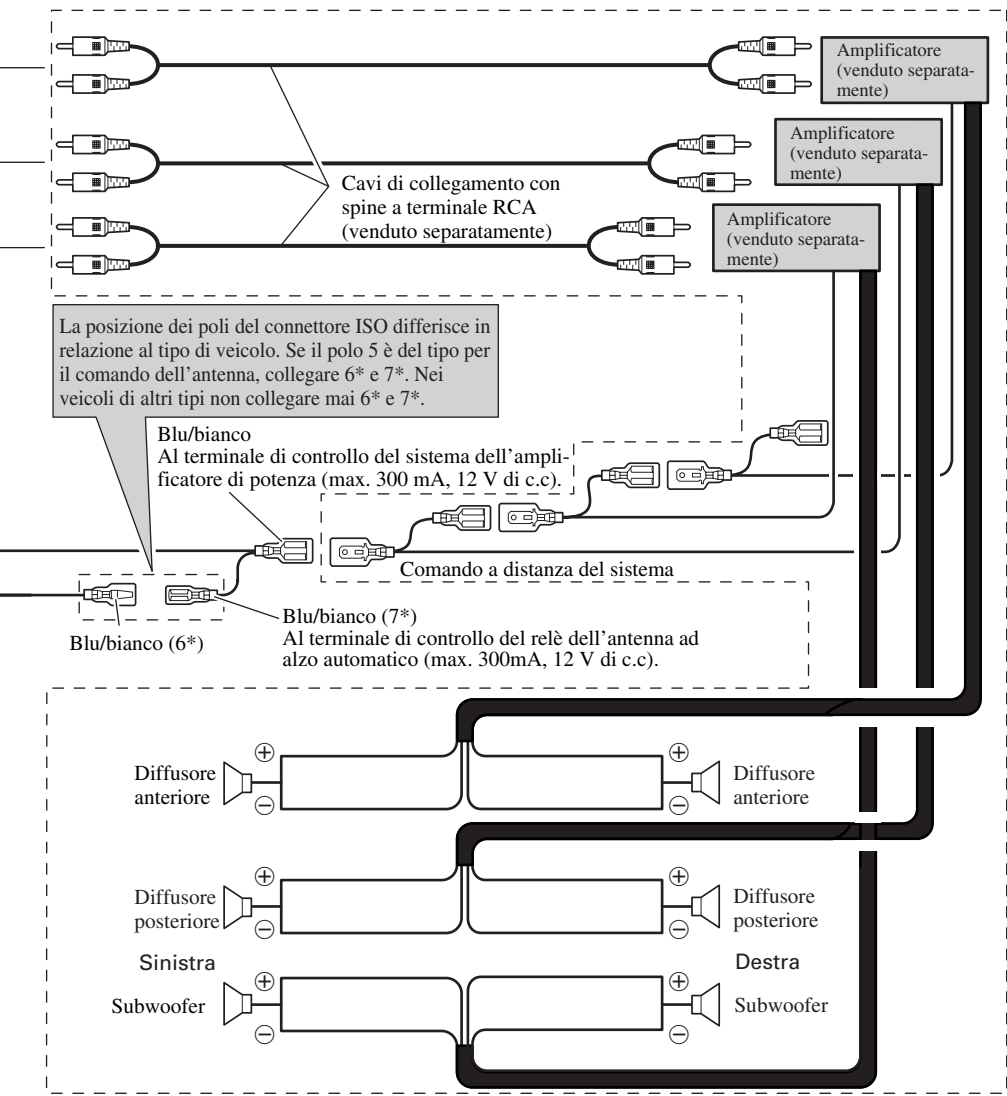 Amplificatore
(venduto separata-
mente)
Amplificatore
(venduto separata-
mente)
Cavi di collegamento con
spine a terminale RCA
(venduto separatamente)
Amplificatore
(venduto separata-
mente)
La posizione dei poli del connettore ISO differisce in
relazione al tipo di veicolo. Se il polo 5 è del tipo per
il comando dell'antenna, collegare 6* e 7*. Nei
veicoli di altri tipi non collegare mai 6* e 7*.
Blu/bianco
Al terminale di controllo del sistema dell'ampli-
ficatore di potenza (max. 300 mA, 12 V di c.c).
Comando a distanza del sistema
Blu/bianco (6*)
Blu/bianco (7*)
Al terminale di controllo del relè dell'antenna ad
alzo automatico (max. 300mA, 12 V di c.c).
+ +
Diffusore
anteriore
Diffusore
anteriore
− −
+ +
Diffusore
posteriore
Diffusore
posteriore
− −
Sinistra
Destra
+ +
Subwoofer
Subwoofer
− −